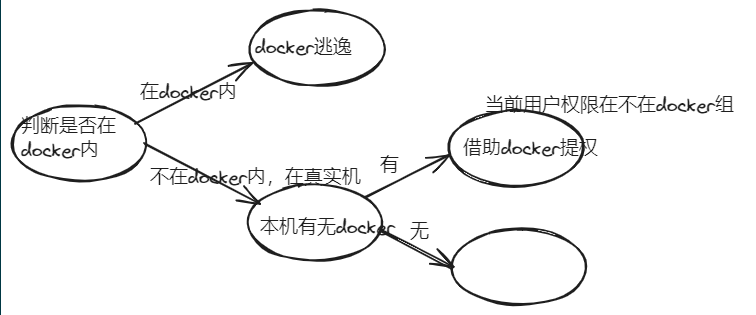 docker逃逸
在docker内
当前用户权限在不在docker组
判断是否在
docker内
借助docker提权
有
不在docker内，在真实机
本机有无docker
无